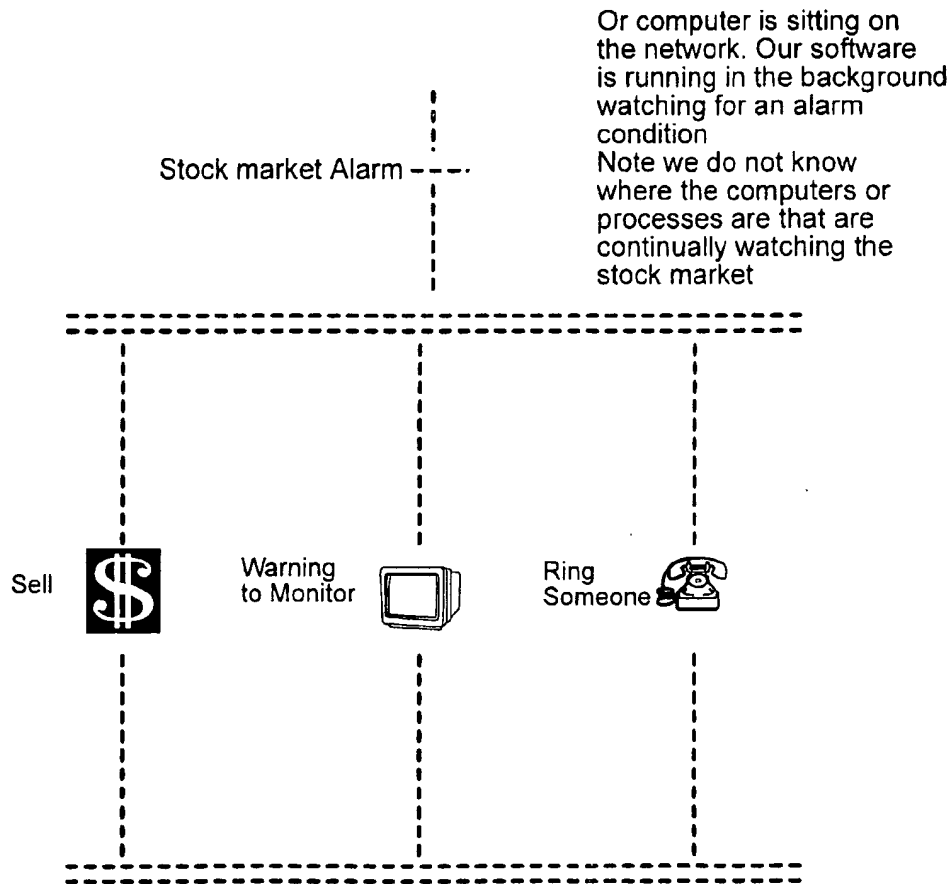 Or computer is sitting on
the network. Our software
is running in the background
watching for an alarm
condition
Note we do not know
where the computers or
processes are that are
continually watching the
stock market
Stock market Alarm
Sell
$
Warning
to Monitor
Ring
Someone